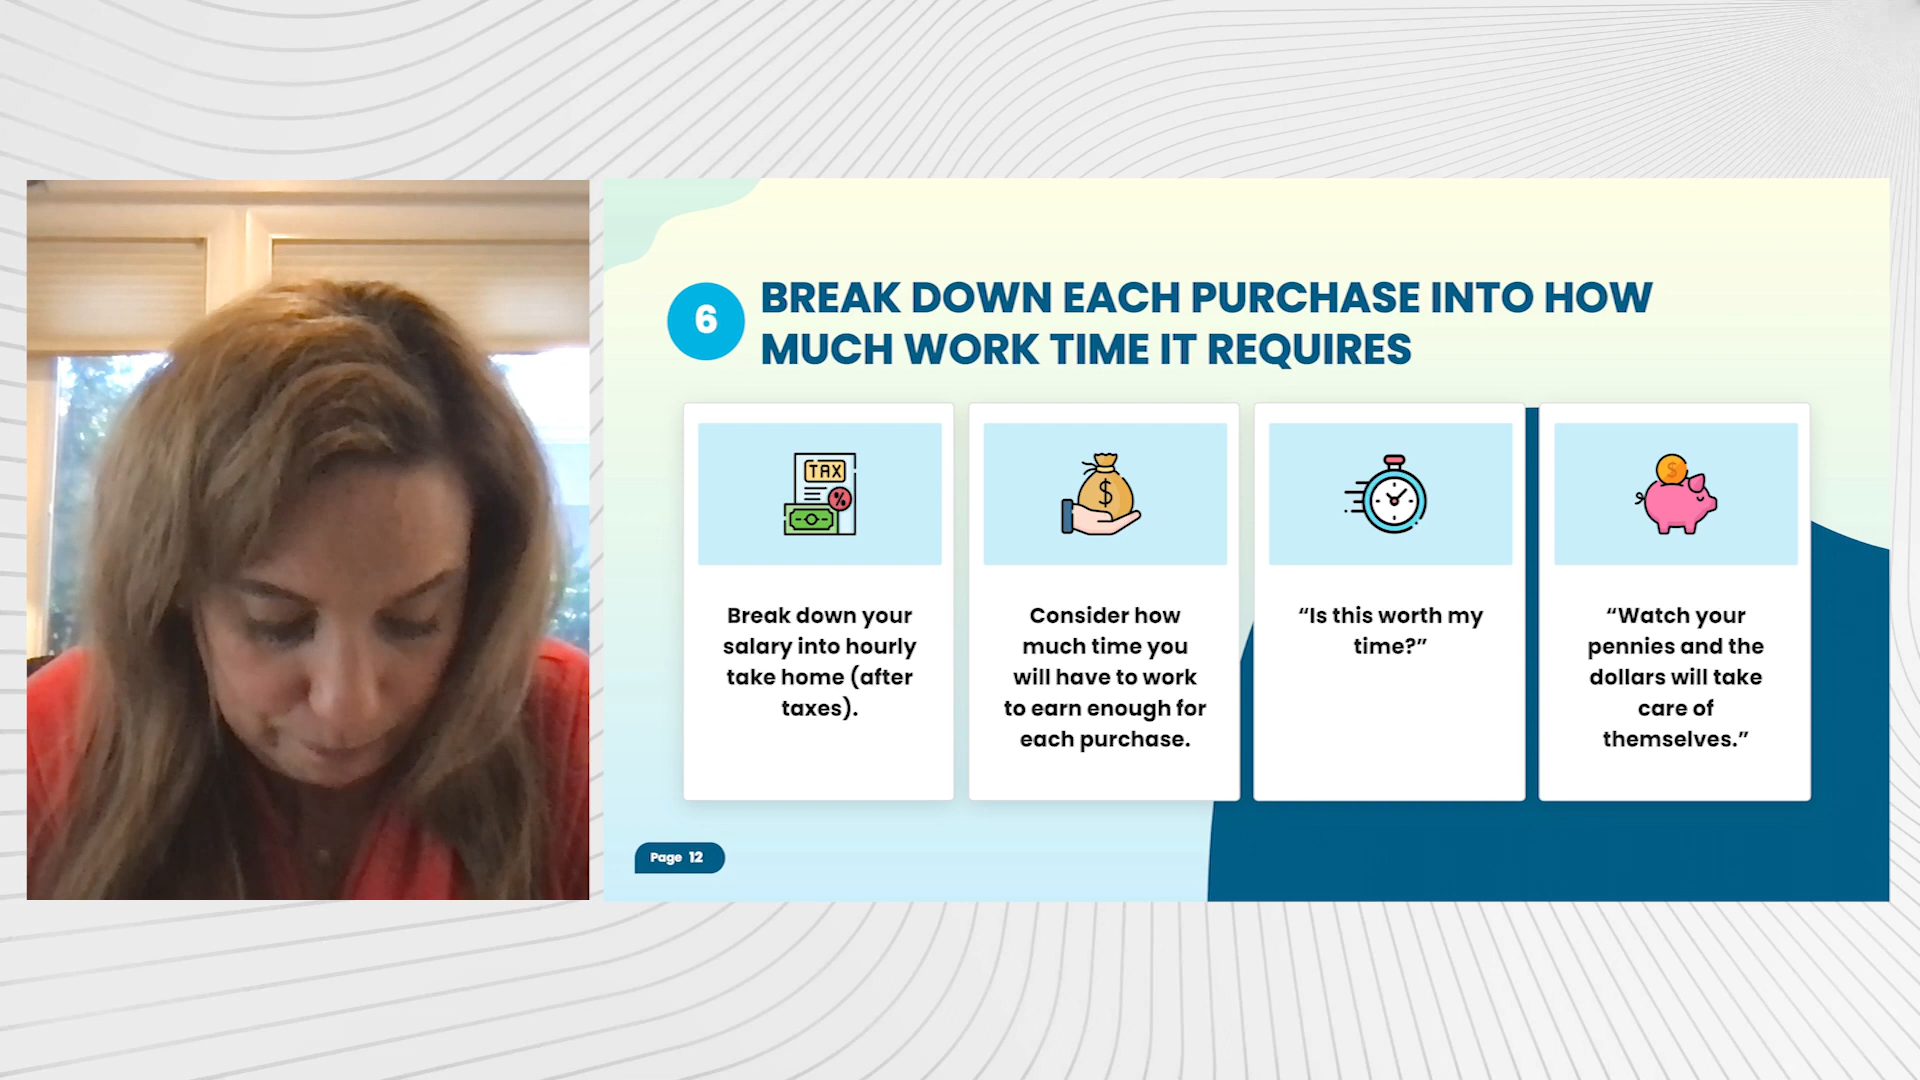 6
BREAK DOWN EACH PURCHASE INTO HOW
MUCH WORK TIME IT REQUIRES
TAX
%
$
$
Break down your
salary into hourly
take home (after
taxes).
Consider how
much time you
will have to work
to earn enough for
each purchase.
“Is this worth my
time?”
“Watch your
pennies and the
dollars will take
care of
themselves.”
Page 12